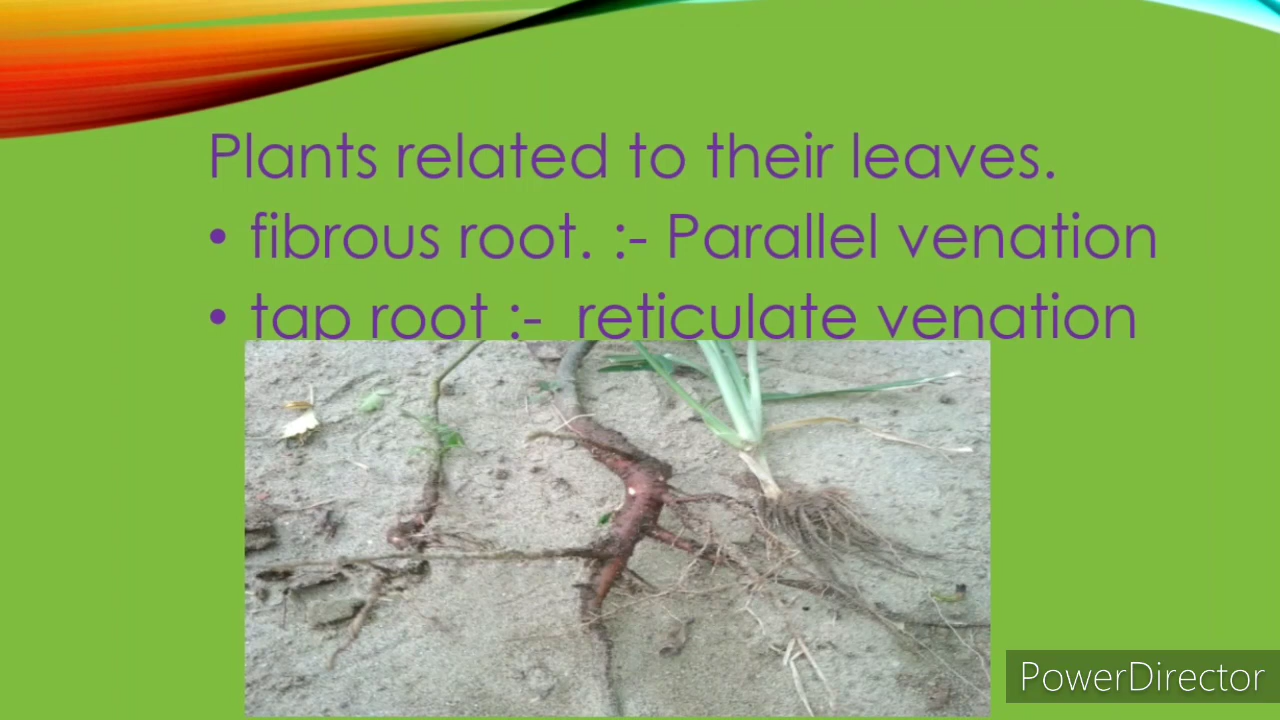 Plants related to their leaves.
• fibrous root. :- Parallel venation
• tap root :- reticulate venation
PowerDirector